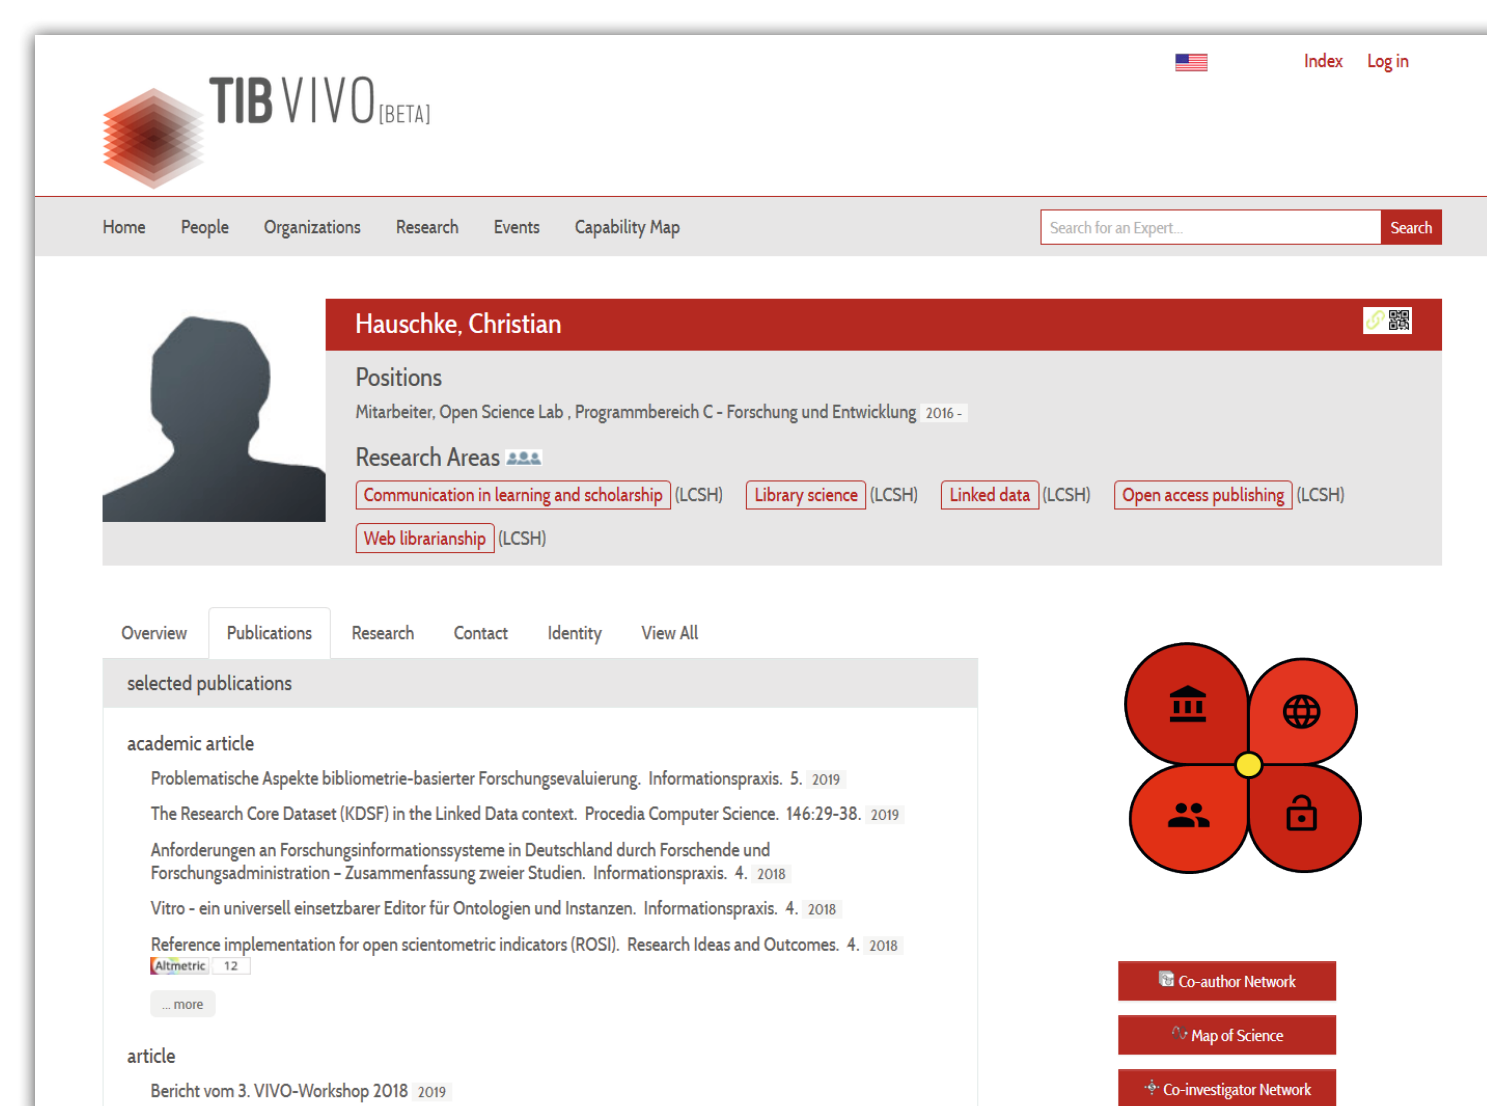 TIB VIVO [BETA]
Index Log in
Home People Organizations Research Events Capability Map
Search for an Expert... Search
Hauschke, Christian
Positions
Mitarbeiter, Open Science Lab , Programmbereich C - Forschung und Entwicklung 2016 -
Research Areas
Communication in learning and scholarship (LCSH) Library science (LCSH) Linked data (LCSH) Open access publishing (LCSH)
Web librarianship (LCSH)
Overview Publications Research Contact Identity View All
selected publications
academic article
Problematische Aspekte bibliometrie-basierter Forschungsevaluierung. Informationspraxis. 5. 2019
The Research Core Dataset (KDSF) in the Linked Data context. Procedia Computer Science. 146:29-38. 2019
Anforderungen an Forschungsinformationssysteme in Deutschland durch Forschende und
Forschungsadministration – Zusammenfassung zweier Studien. Informationspraxis. 4. 2018
Vitro - ein universell einsetzbarer Editor für Ontologien und Instanzen. Informationspraxis. 4. 2018
Reference implementation for open scientometric indicators (ROSI). Research Ideas and Outcomes. 4. 2018
Altmetric 12
... more
article
Bericht vom 3. VIVO-Workshop 2018 2019
Co-author Network
Map of Science
Co-investigator Network